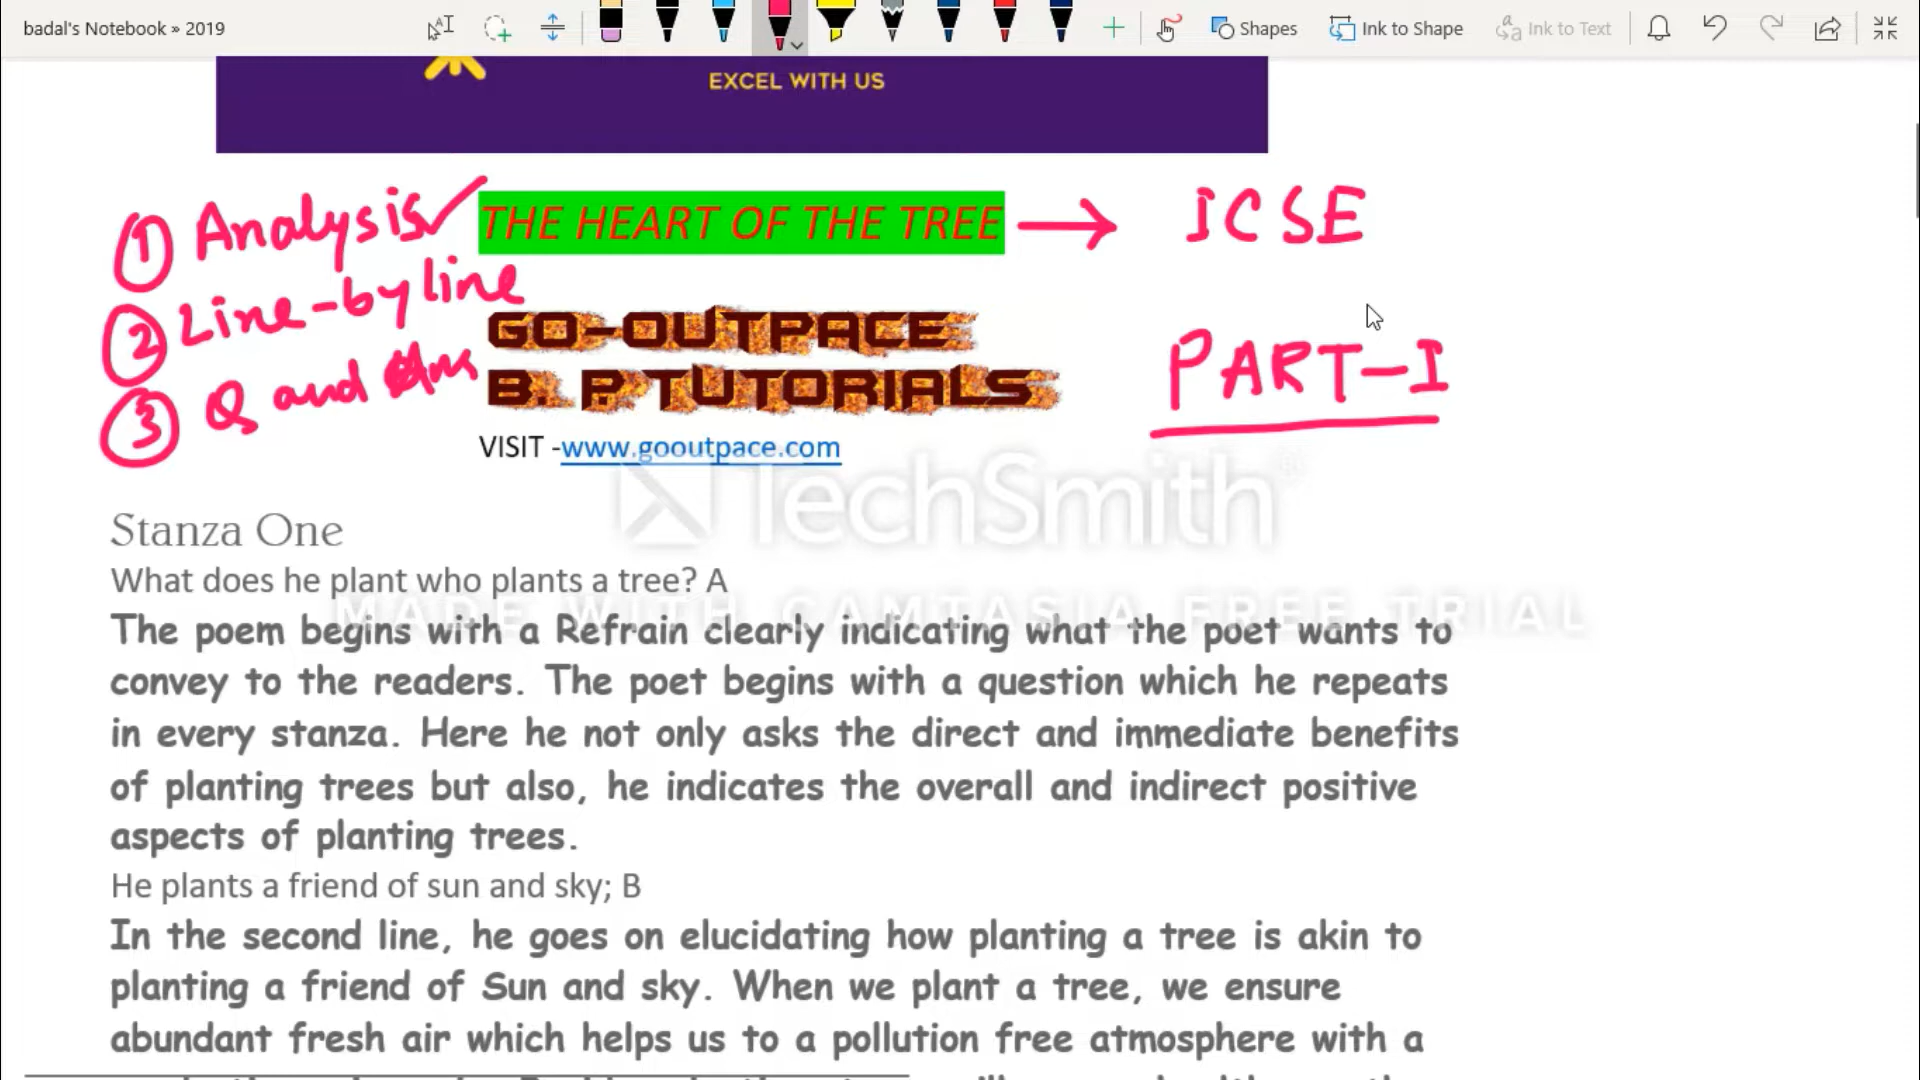 badal's Notebook » 2019
Shapes
Ink to Shape
Ink to Text
EXCEL WITH US
① Analysis
THE HEART OF THE TREE
ICSE
② Line-by line
③ Q and Ans
GO-OUTPACE
B. P. TUTORIALS
PART-I
VISIT -www.gooutpace.com
TechSmith
MADE WITH CAMTASIA FREE TRIAL
Stanza One
What does he plant who plants a tree? A
The poem begins with a Refrain clearly indicating what the poet wants to
convey to the readers. The poet begins with a question which he repeats
in every stanza. Here he not only asks the direct and immediate benefits
of planting trees but also, he indicates the overall and indirect positive
aspects of planting trees.
He plants a friend of sun and sky; B
In the second line, he goes on elucidating how planting a tree is akin to
planting a friend of Sun and sky. When we plant a tree, we ensure
abundant fresh air which helps us to a pollution free atmosphere with a